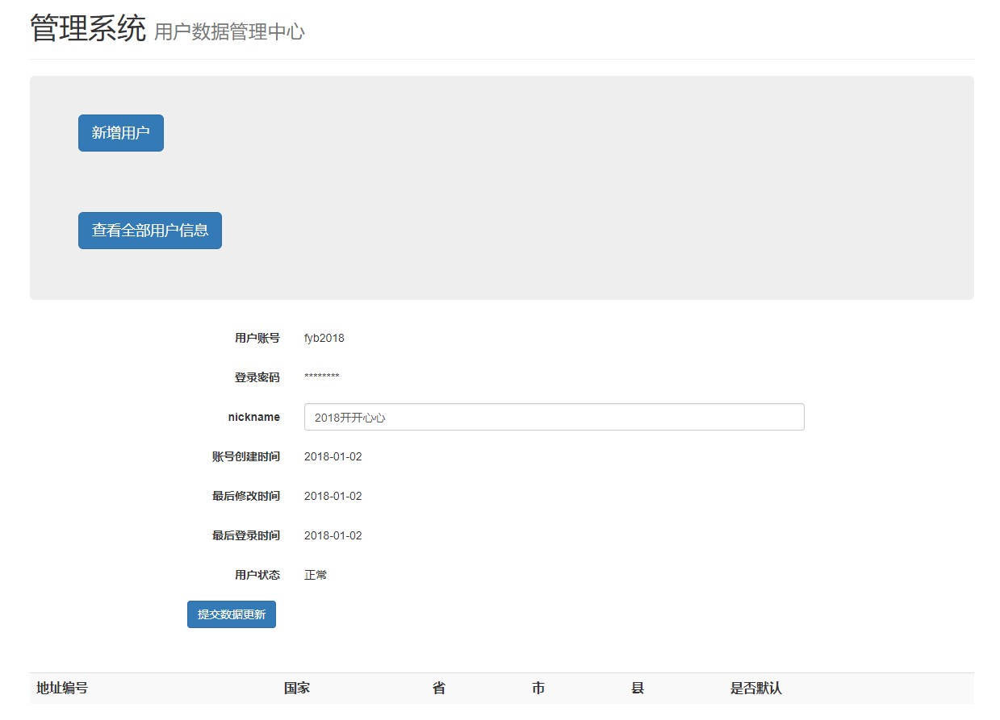 管理系统 用户数据管理中心
新增用户
查看全部用户信息
用户账号 fyb2018
登录密码 ********
nickname 2018开开心心
账号创建时间 2018-01-02
最后修改时间 2018-01-02
最后登录时间 2018-01-02
用户状态 正常
提交数据更新
地址编号 国家 省 市 县 是否默认